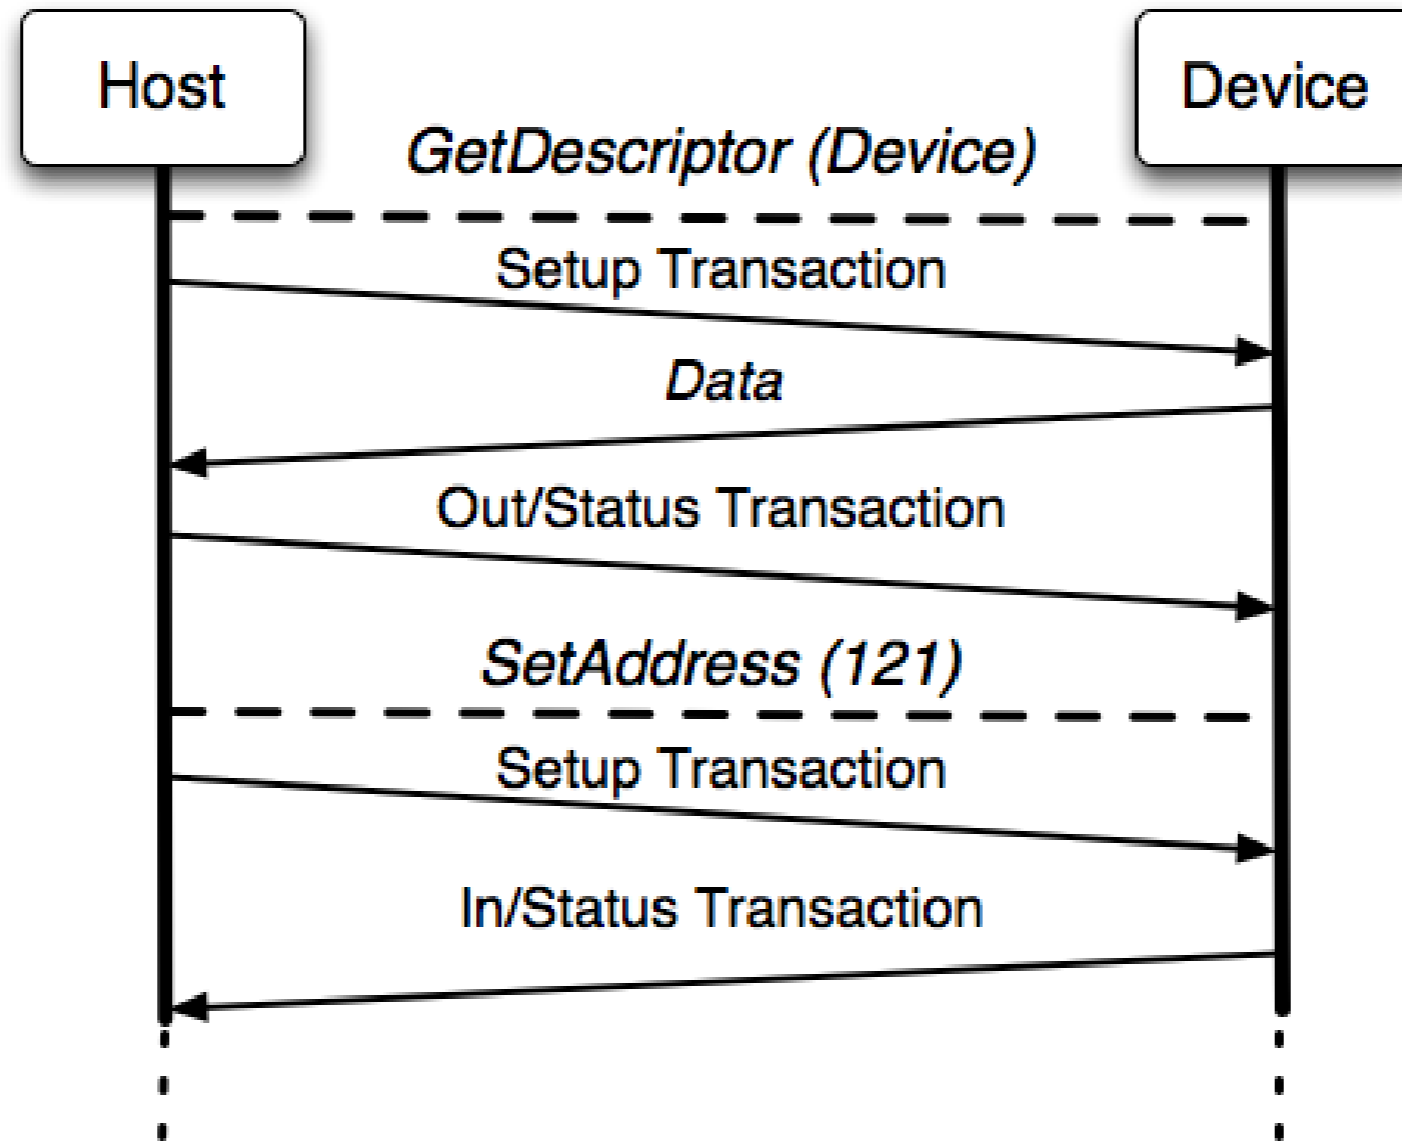 Host
Device
GetDescriptor (Device)
Setup Transaction
Data
Out/Status Transaction
SetAddress (121)
Setup Transaction
In/Status Transaction